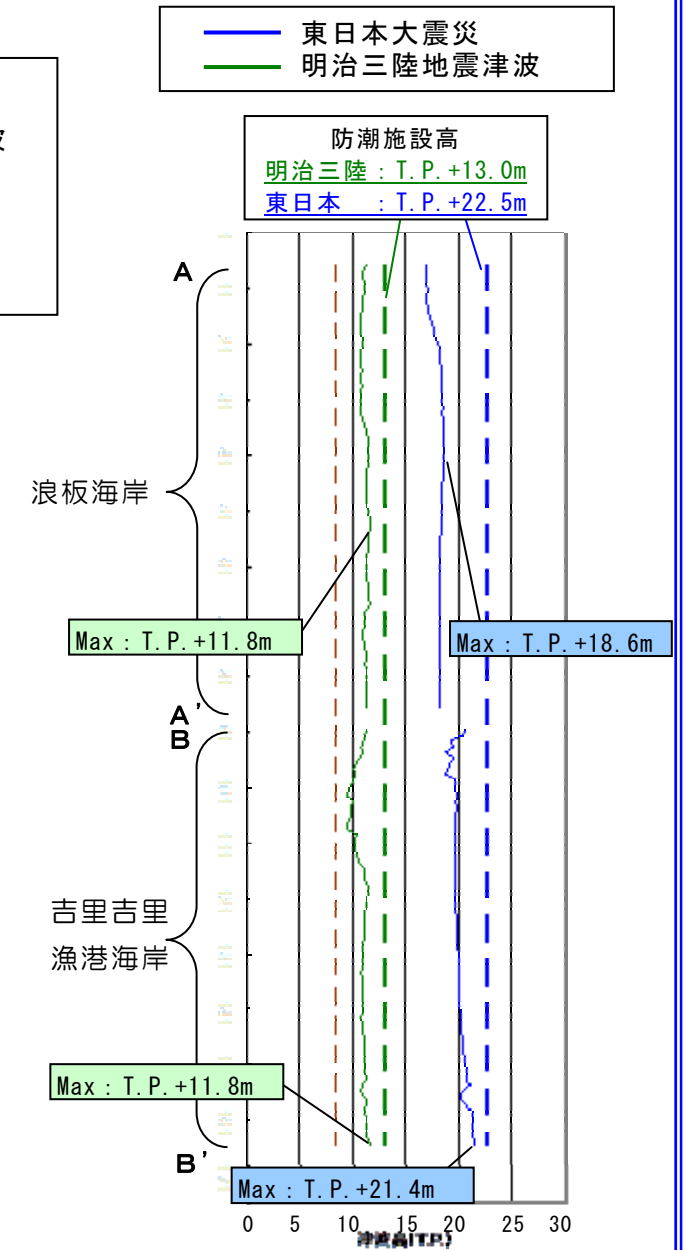 東日本大震災
明治三陸地震津波
防潮施設高
明治三陸：T.P.+13.0m
東日本　：T.P.+22.5m
A
浪板海岸
Max：T.P.+11.8m
Max：T.P.+18.6m
A'
B
吉里吉里
漁港海岸
Max：T.P.+11.8m
B'
Max：T.P.+21.4m
0 5 10 15 20 25 30
津波高(T.P.)